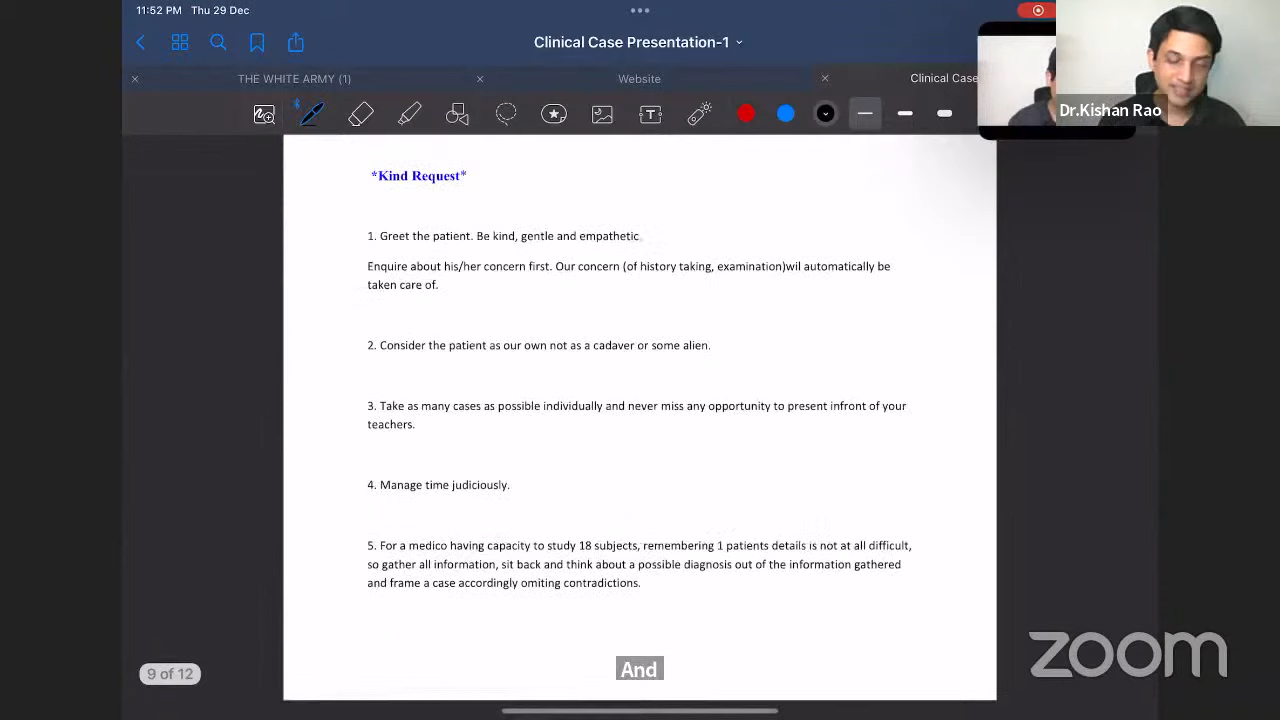 11:52 PM Thu 29 Dec
Clinical Case Presentation-1
THE WHITE ARMY (1)
Website
Clinical Case
Dr.Kishan Rao
*Kind Request*
1. Greet the patient. Be kind, gentle and empathetic.
Enquire about his/her concern first. Our concern (of history taking, examination)wil automatically be
taken care of.
2. Consider the patient as our own not as a cadaver or some alien.
3. Take as many cases as possible individually and never miss any opportunity to present infront of your
teachers.
4. Manage time judiciously.
5. For a medico having capacity to study 18 subjects, remembering 1 patients details is not at all difficult,
so gather all information, sit back and think about a possible diagnosis out of the information gathered
and frame a case accordingly omiting contradictions.
And
9 of 12
zoom